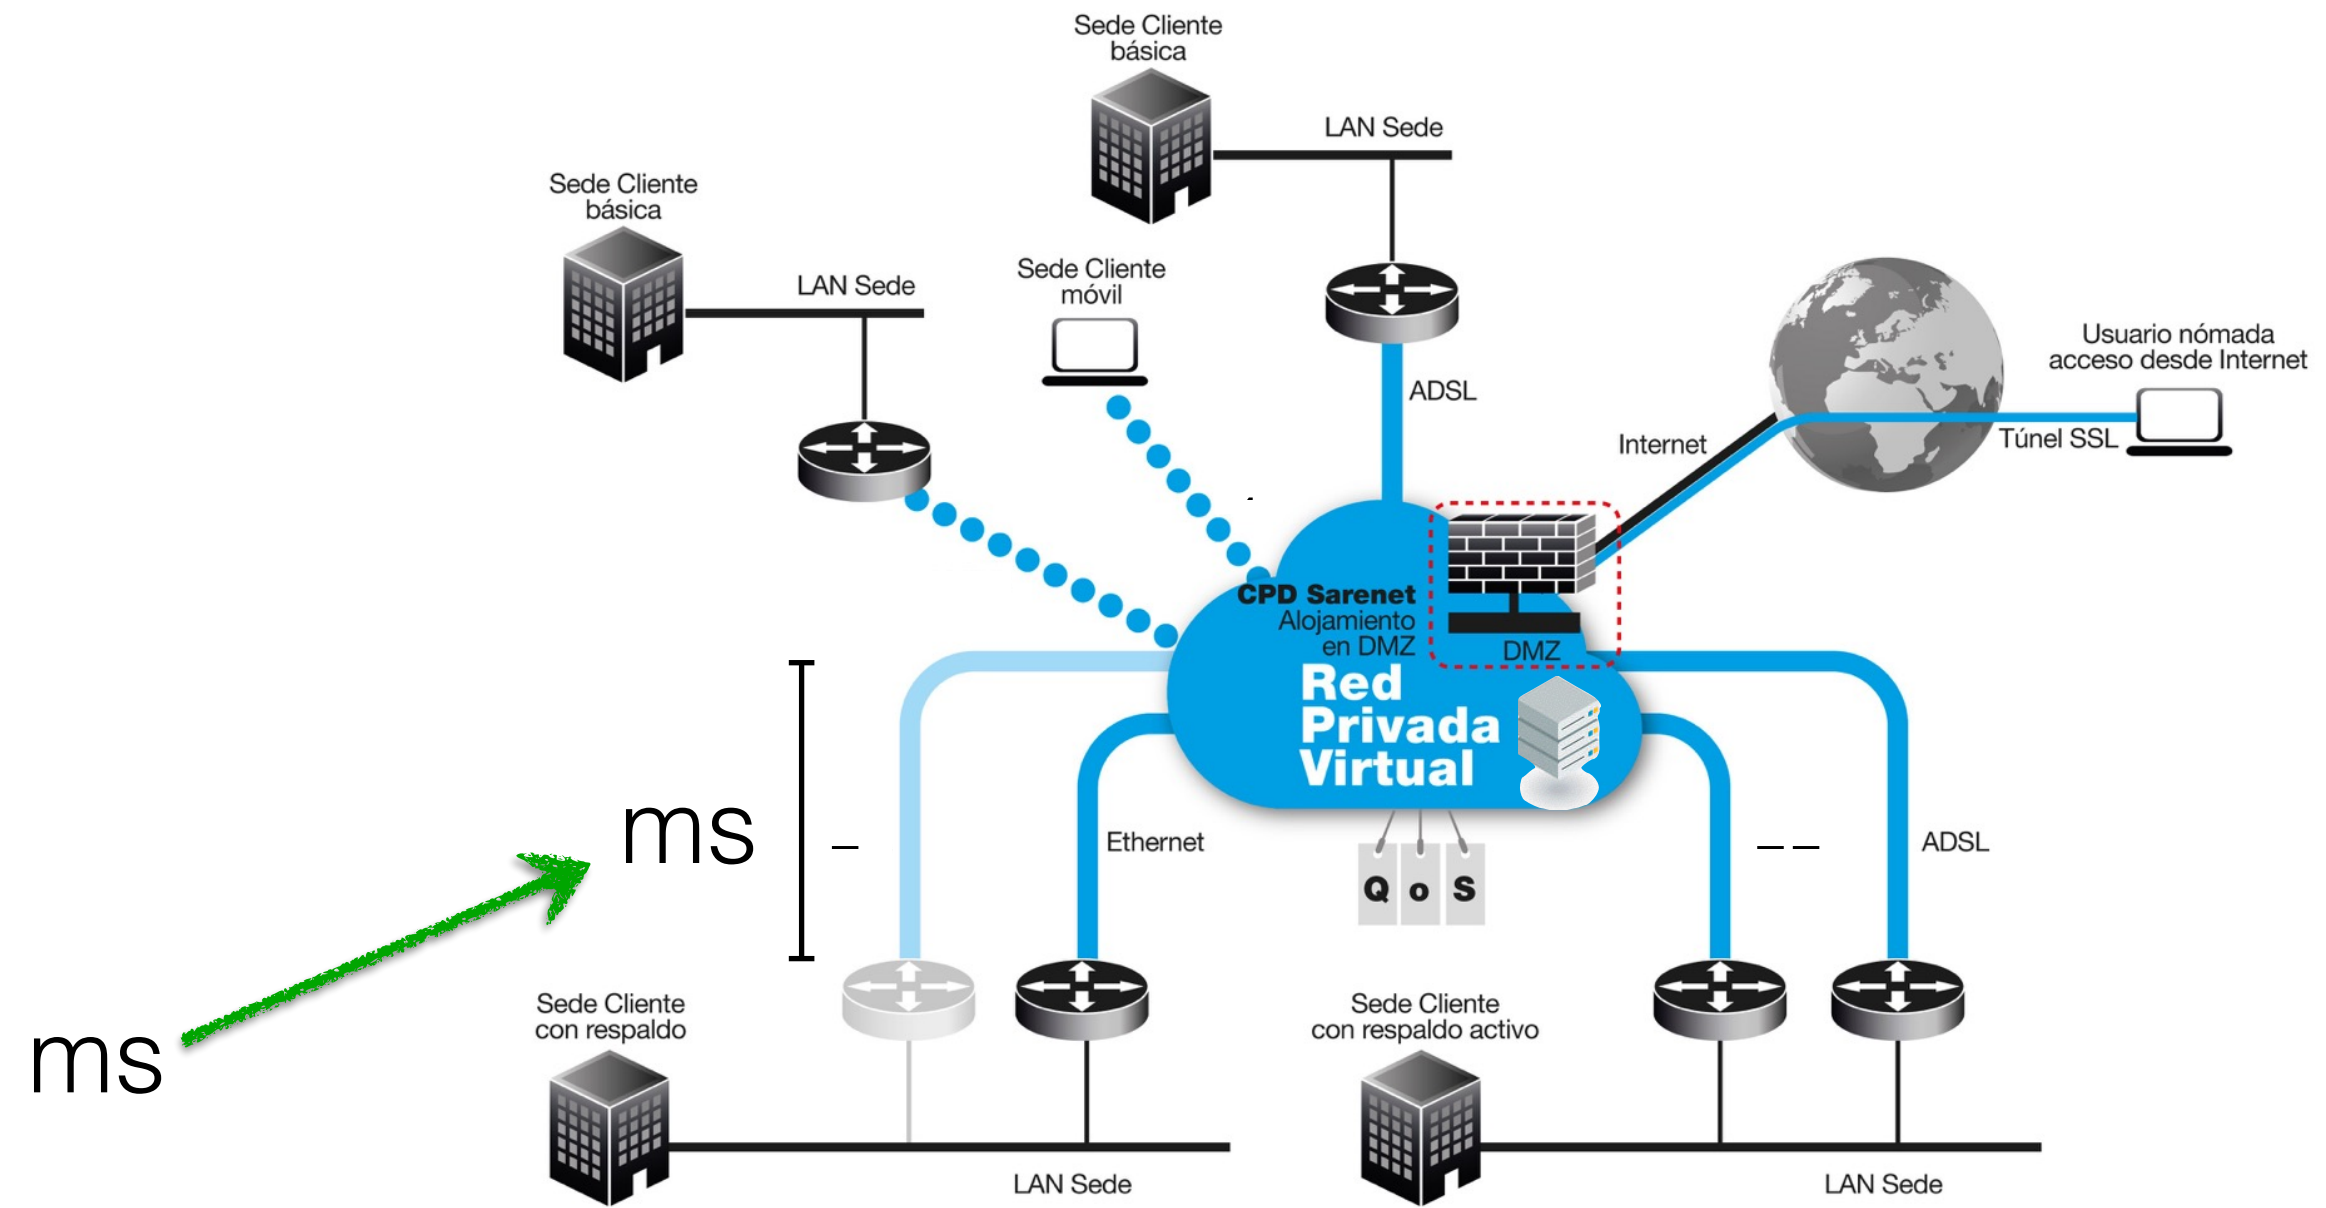 Sede Cliente
básica
LAN Sede
Sede Cliente
básica
LAN Sede
Sede Cliente
móvil
ADSL
Usuario nómada
acceso desde Internet
Internet
Túnel SSL
CPD Sarenet
Alojamiento
en DMZ
DMZ
Red
Privada
Virtual
ms
Ethernet
ADSL
Q o S
ms
Sede Cliente
con respaldo
LAN Sede
Sede Cliente
con respaldo activo
LAN Sede